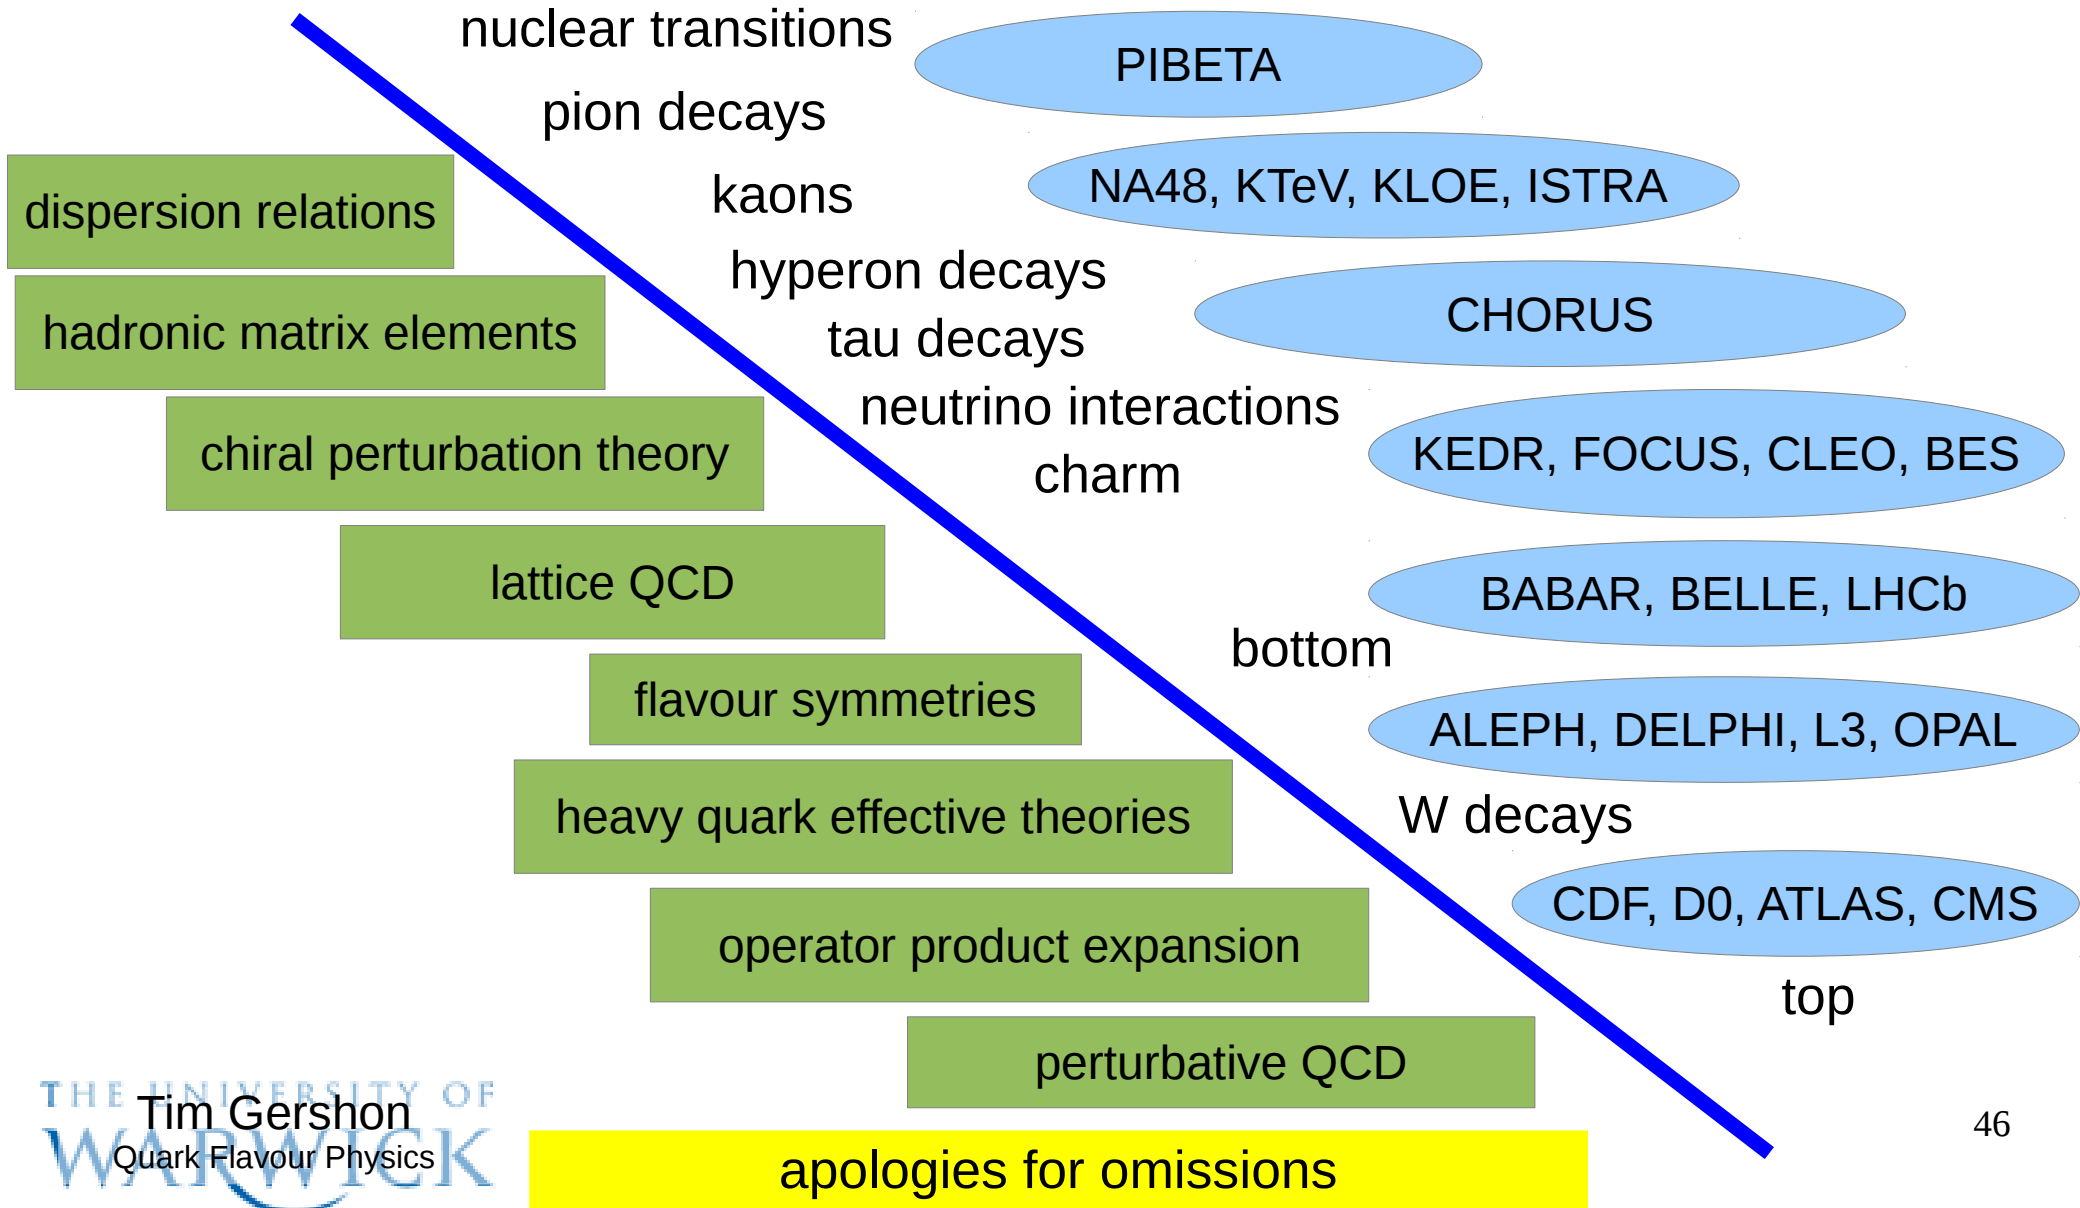 nuclear transitions
PIBETA
pion decays
NA48, KTeV, KLOE, ISTRA
kaons
dispersion relations
hyperon decays
CHORUS
hadronic matrix elements
tau decays
neutrino interactions
KEDR, FOCUS, CLEO, BES
chiral perturbation theory
charm
lattice QCD
BABAR, BELLE, LHCb
bottom
flavour symmetries
ALEPH, DELPHI, L3, OPAL
heavy quark effective theories
W decays
CDF, D0, ATLAS, CMS
operator product expansion
top
perturbative QCD
THE UNIVERSITY OF
WARWICK
Tim Gershon
Quark Flavour Physics
46
apologies for omissions